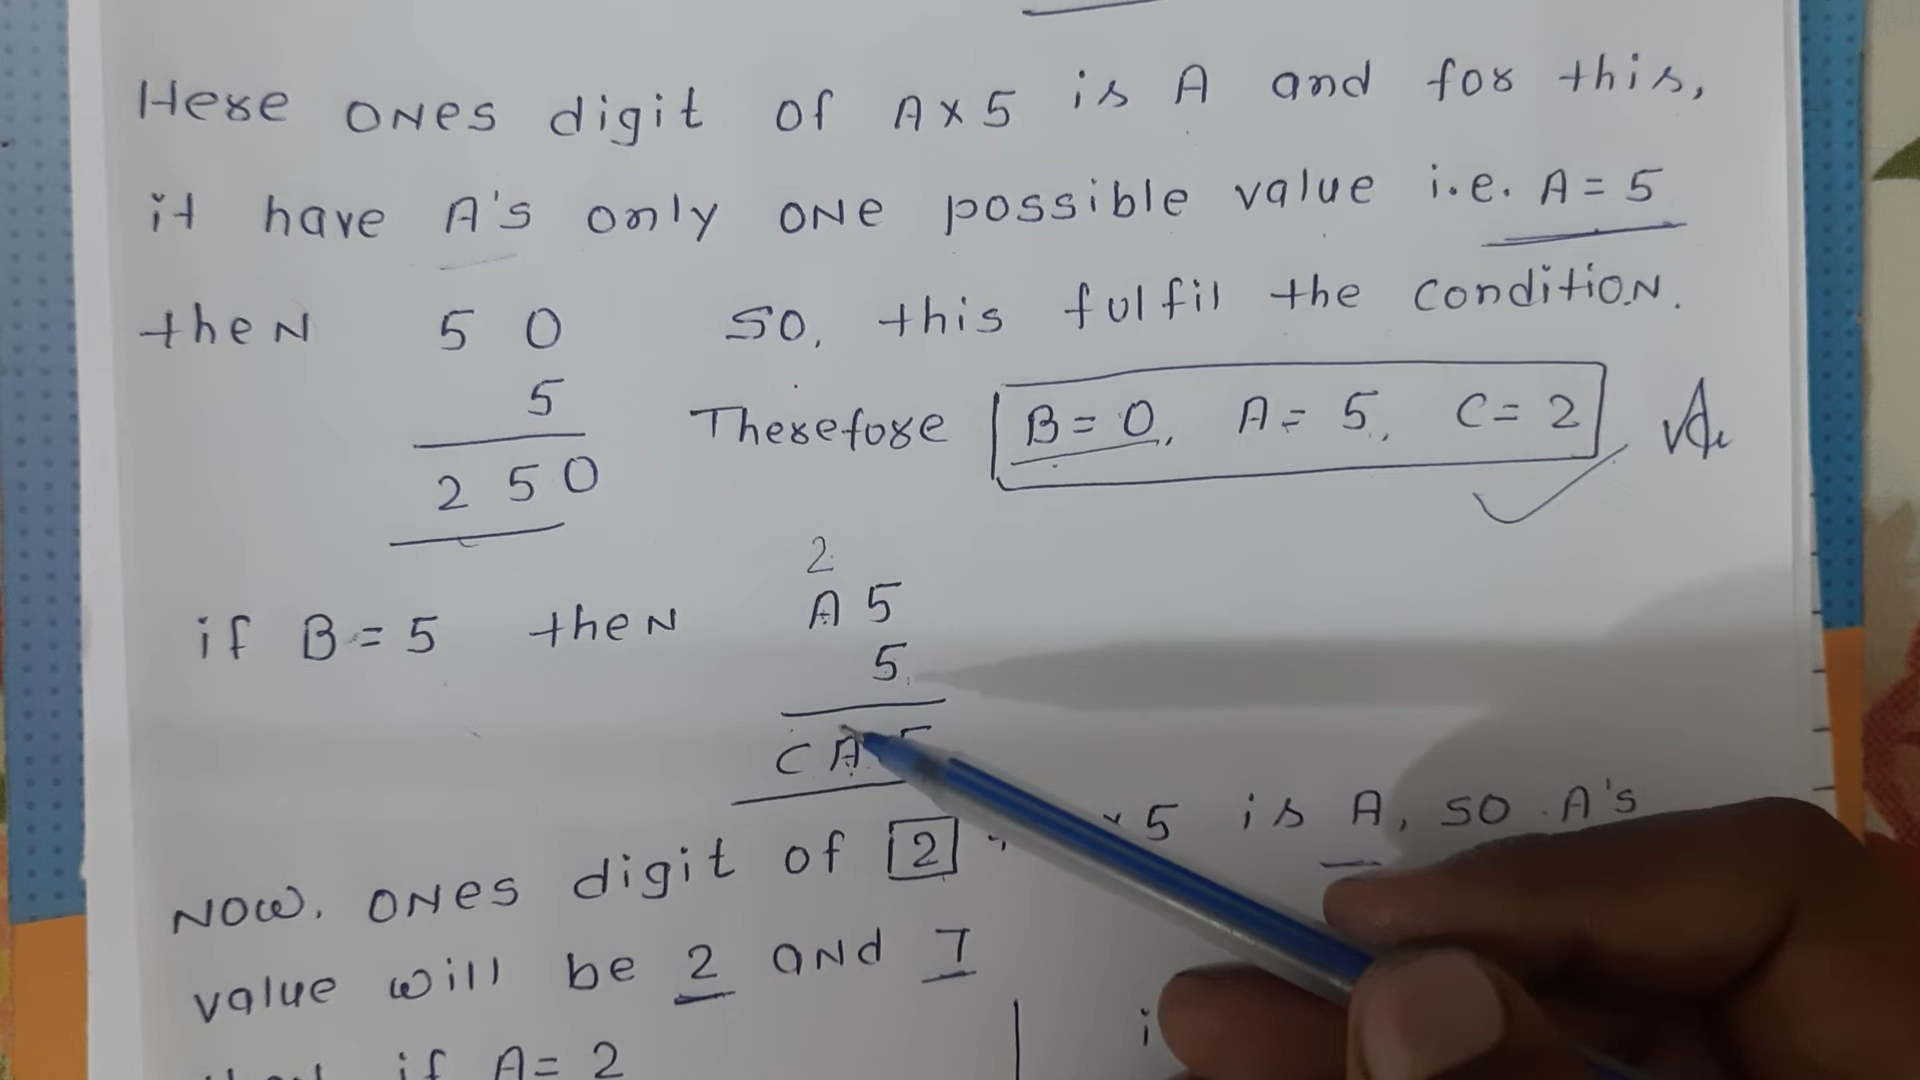 Here ONes digit of A x 5 is A and for this,
it have A's only ONe possible value i.e. A = 5
theN 5 0 SO, this fulfil the conditioN.
5
Therefore B = 0, A = 5, C = 2
2 5 0
2
if B = 5 theN A 5
5
C A
NOW, ONes digit of 2 5 is A, so A's
value will be 2 aNd 7
if A = 2